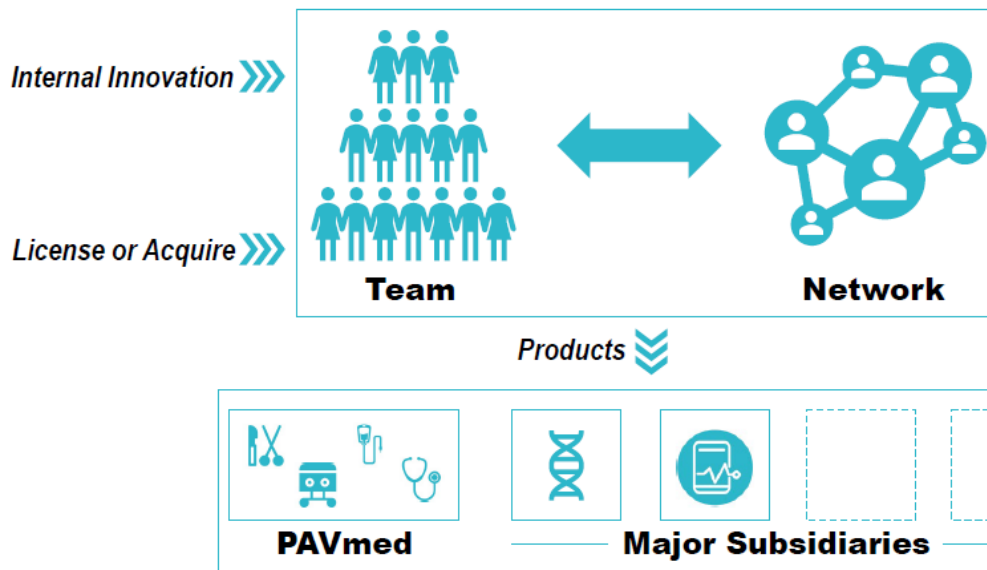 Internal Innovation
License or Acquire
Team
Network
Products
PAVmed
Major Subsidiaries